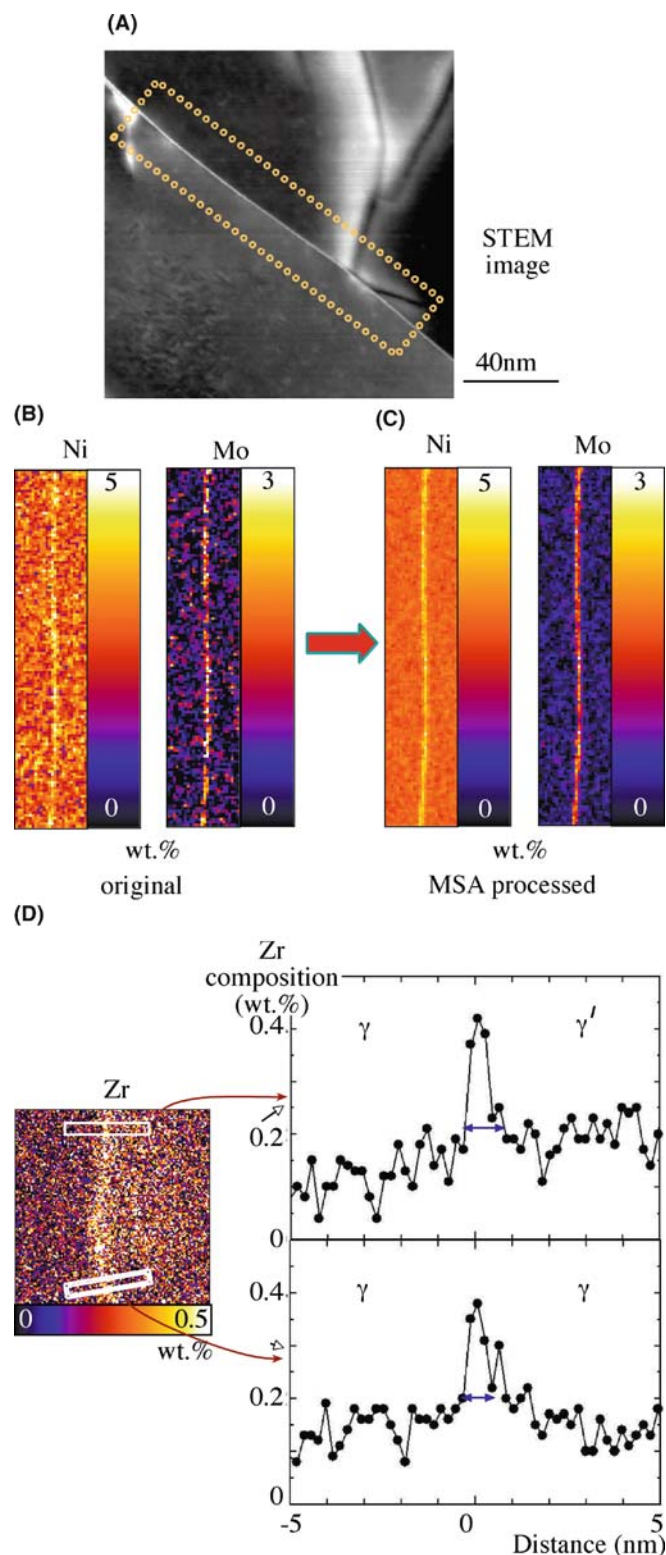 (A)
STEM
image
40nm
(B)
(C)
Ni
Mo
Ni
Mo
5
3
5
3
0
0
0
0
wt.%
wt.%
original
MSA processed
(D)
Zr
composition
(wt.%)
0.4
γ
γ′
Zr
0.2
0
0.4
γ
γ
0
0.5
wt.%
0.2
0
-5
0
5
Distance (nm)